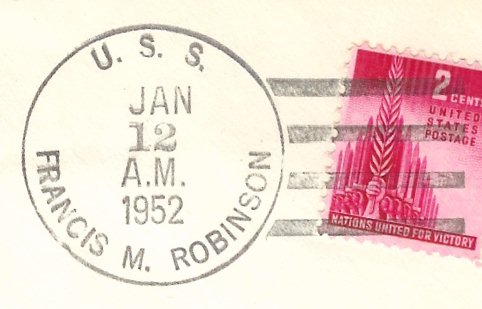 U. S. S.
JAN
12
A.M.
1952
FRANCIS M. ROBINSON
2 CENTS
UNITED
STATES
POSTAGE
NATIONS UNITED FOR VICTORY